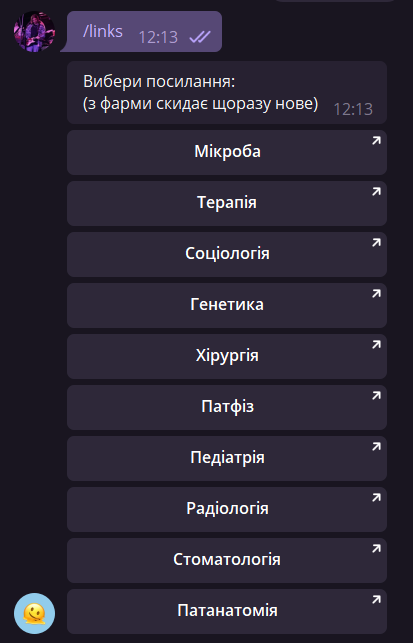 /links
12:13
Вибери посилання:
(з фарми скидає щоразу нове)
12:13
Мікроба
Терапія
Соціологія
Генетика
Хірургія
Патфіз
Педіатрія
Радіологія
Стоматологія
Патанатомія